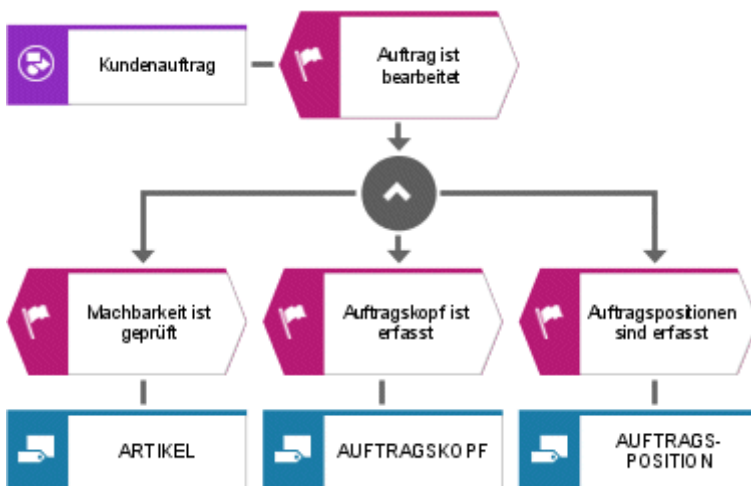 Kundenauftrag
Auftrag ist
bearbeitet
Machbarkeit ist
geprüft
Auftragskopf ist
erfasst
Auftragspositionen
sind erfasst
ARTIKEL
AUFTRAGSKOPF
AUFTRAGS-
POSITION